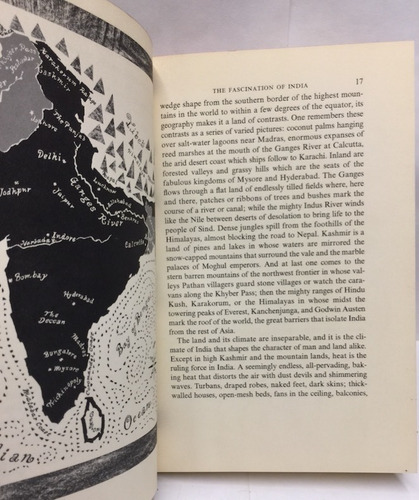 Karakorum Range
The Punjab
Delhi
Jodhpur
Jaipur
Ganges
River
Allahabad
Indore
Calcutta
Bombay
Hyderabad
The
Deccan
Bay of
Bangalore
Madras
Mysore
Trichinopoly
Ocean
THE FASCINATION OF INDIA 17
wedge shape from the southern border of the highest moun-
tains in the world to within a few degrees of the equator, its
geography makes it a land of contrasts. One remembers these
contrasts as a series of varied pictures: coconut palms hanging
over salt-water lagoons near Madras, enormous expanses of
reed marshes at the mouth of the Ganges River at Calcutta,
the arid desert coast which ships follow to Karachi. Inland are
forested valleys and grassy hills which are the seats of the
fabulous kingdoms of Mysore and Hyderabad. The Ganges
flows through a flat land of endlessly tilled fields where, here
and there, patches or ribbons of trees and bushes mark the
course of a river or canal; while the mighty Indus River winds
like the Nile between deserts of desolation to bring life to the
people of Sind. Dense jungles spill from the foothills of the
Himalayas, almost blocking the road to Nepal. Kashmir is a
land of pines and lakes in whose waters are mirrored the
snow-capped mountains that surround the vale and the marble
palaces of Moghul emperors. And at last one comes to the
stern barren mountains of the northwest frontier in whose val-
leys Pathan villagers guard stone villages or watch the cara-
vans along the Khyber Pass; then the mighty ranges of Hindu
Kush, Karakorum, or the Himalayas in whose midst the
towering peaks of Everest, Kanchenjunga, and Godwin Austen
mark the roof of the world, the great barriers that isolate India
from the rest of Asia.
The land and its climate are inseparable, and it is the cli-
mate of India that shapes the character of man and land alike.
Except in high Kashmir and the mountain lands, heat is the
ruling force in India. A seemingly endless, all-pervading, bak-
ing heat that distorts the air with dust devils and shimmering
waves. Turbans, draped robes, naked feet, dark skins; thick-
walled houses, open-mesh beds, fans in the ceiling, balconies,